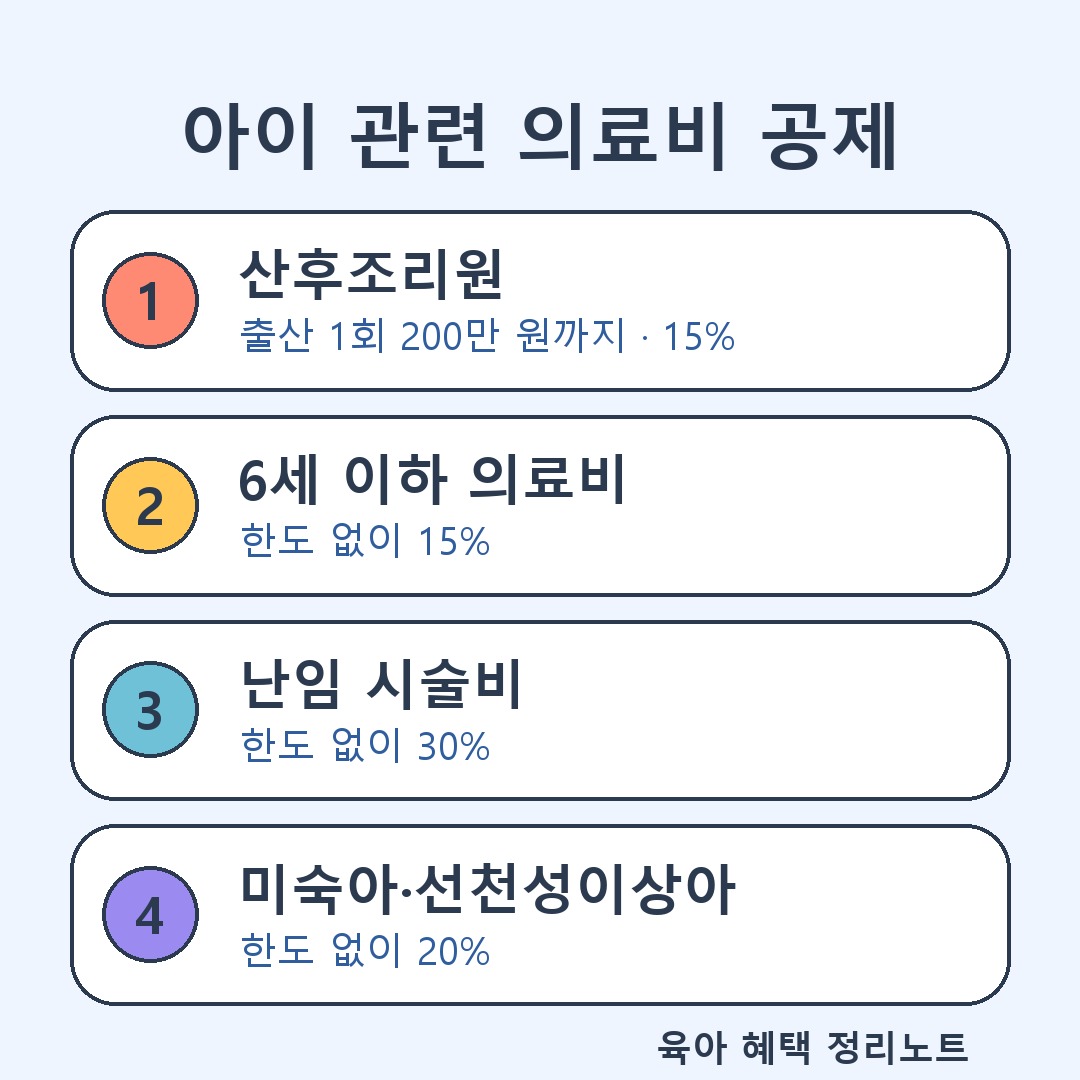 아이 관련 의료비 공제
1
산후조리원
출산 1회 200만 원까지 · 15%
2
6세 이하 의료비
한도 없이 15%
3
난임 시술비
한도 없이 30%
4
미숙아·선천성이상아
한도 없이 20%
육아 혜택 정리노트